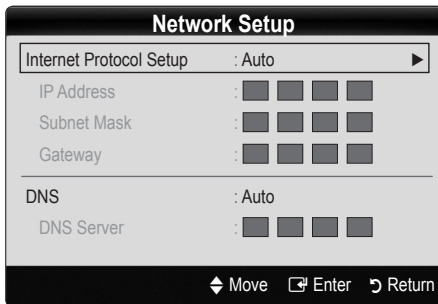 Network Setup
Internet Protocol Setup : Auto ►
IP Address :
Subnet Mask :
Gateway :
DNS : Auto
DNS Server :
Move Enter Return